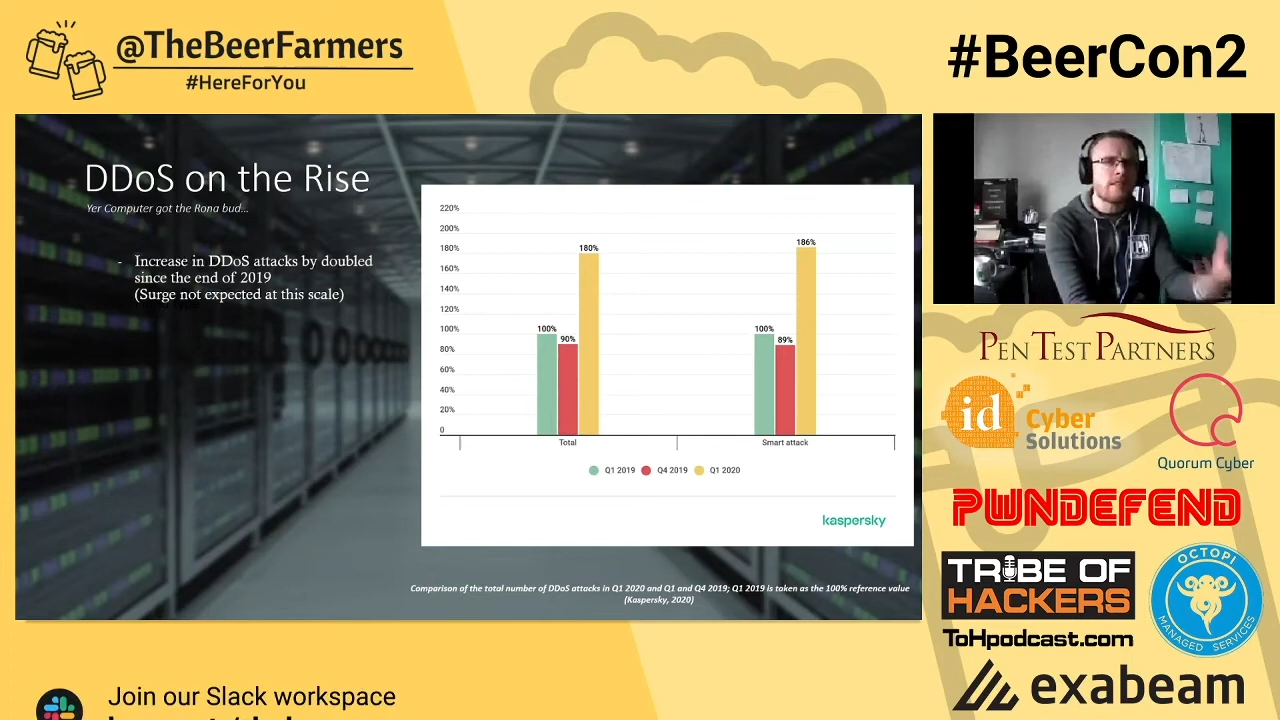 @TheBeerFarmers
#HereForYou
#BeerCon2
DDoS on the Rise
Yer Computer got the Rona bud...
- Increase in DDoS attacks by doubled
since the end of 2019
(Surge not expected at this scale)
220%
200%
180%
160%
140%
120%
100%
80%
60%
40%
20%
0
100%
90%
180%
100%
89%
186%
Total
Smart attack
Q1 2019 Q4 2019 Q1 2020
kaspersky
Comparison of the total number of DDoS attacks in Q1 2020 and Q1 and Q4 2019; Q1 2019 is taken as the 100% reference value
(Kaspersky, 2020)
PEN TEST PARTNERS
id Cyber
Solutions
Quorum Cyber
PWNDEFEND
TRIBE OF
HACKERS
ToHpodcast.com
OCTOPI
MANAGED SERVICES
exabeam
Join our Slack workspace